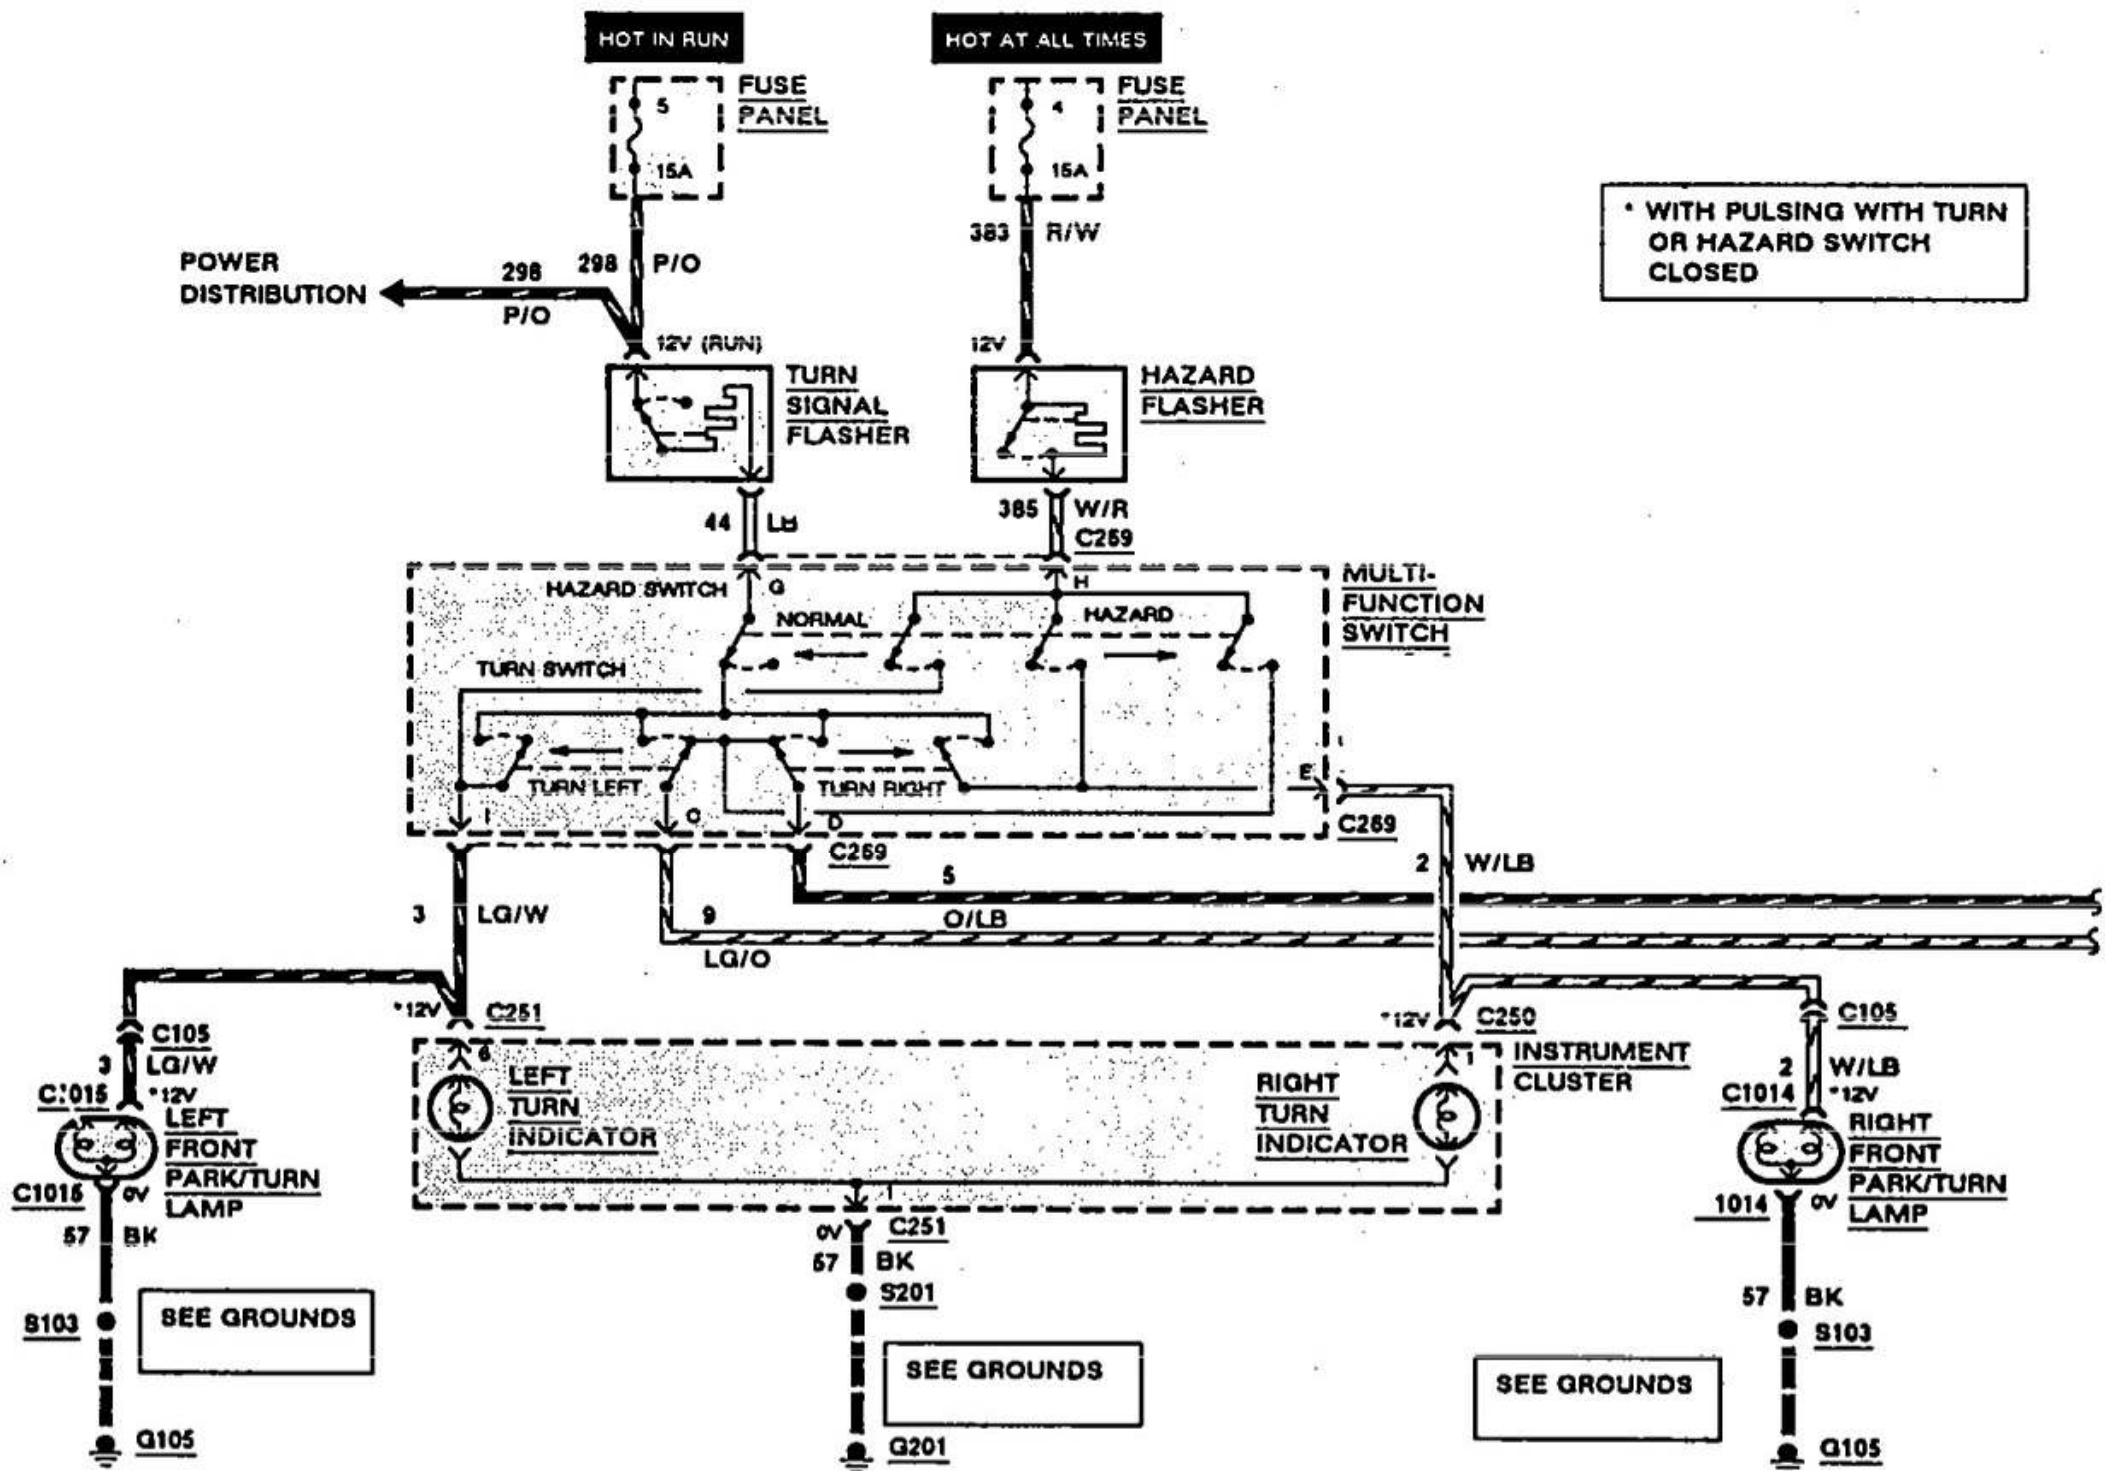 HOT IN RUN
HOT AT ALL TIMES
5
FUSE
PANEL
15A
4
FUSE
PANEL
15A
* WITH PULSING WITH TURN
OR HAZARD SWITCH
CLOSED
POWER
DISTRIBUTION
298
P/O
298 P/O
383 R/W
12V (RUN)
12V
TURN
SIGNAL
FLASHER
HAZARD
FLASHER
44 LB
385 W/R
C269
MULTI-
FUNCTION
SWITCH
HAZARD SWITCH
G
H
NORMAL
HAZARD
TURN SWITCH
TURN LEFT
TURN RIGHT
E
I
C
D
C269
C269
3 LG/W
9
LG/O
5
O/LB
2 W/LB
*12V
C251
*12V
C250
C105
3 LG/W
C1015
*12V
LEFT
FRONT
PARK/TURN
LAMP
C1015
0V
57 BK
S103
SEE GROUNDS
G105
6
LEFT
TURN
INDICATOR
RIGHT
TURN
INDICATOR
1
INSTRUMENT
CLUSTER
1
0V
C251
57 BK
S201
SEE GROUNDS
G201
C105
2 W/LB
C1014
*12V
RIGHT
FRONT
PARK/TURN
LAMP
1014
0V
57 BK
S103
SEE GROUNDS
G105